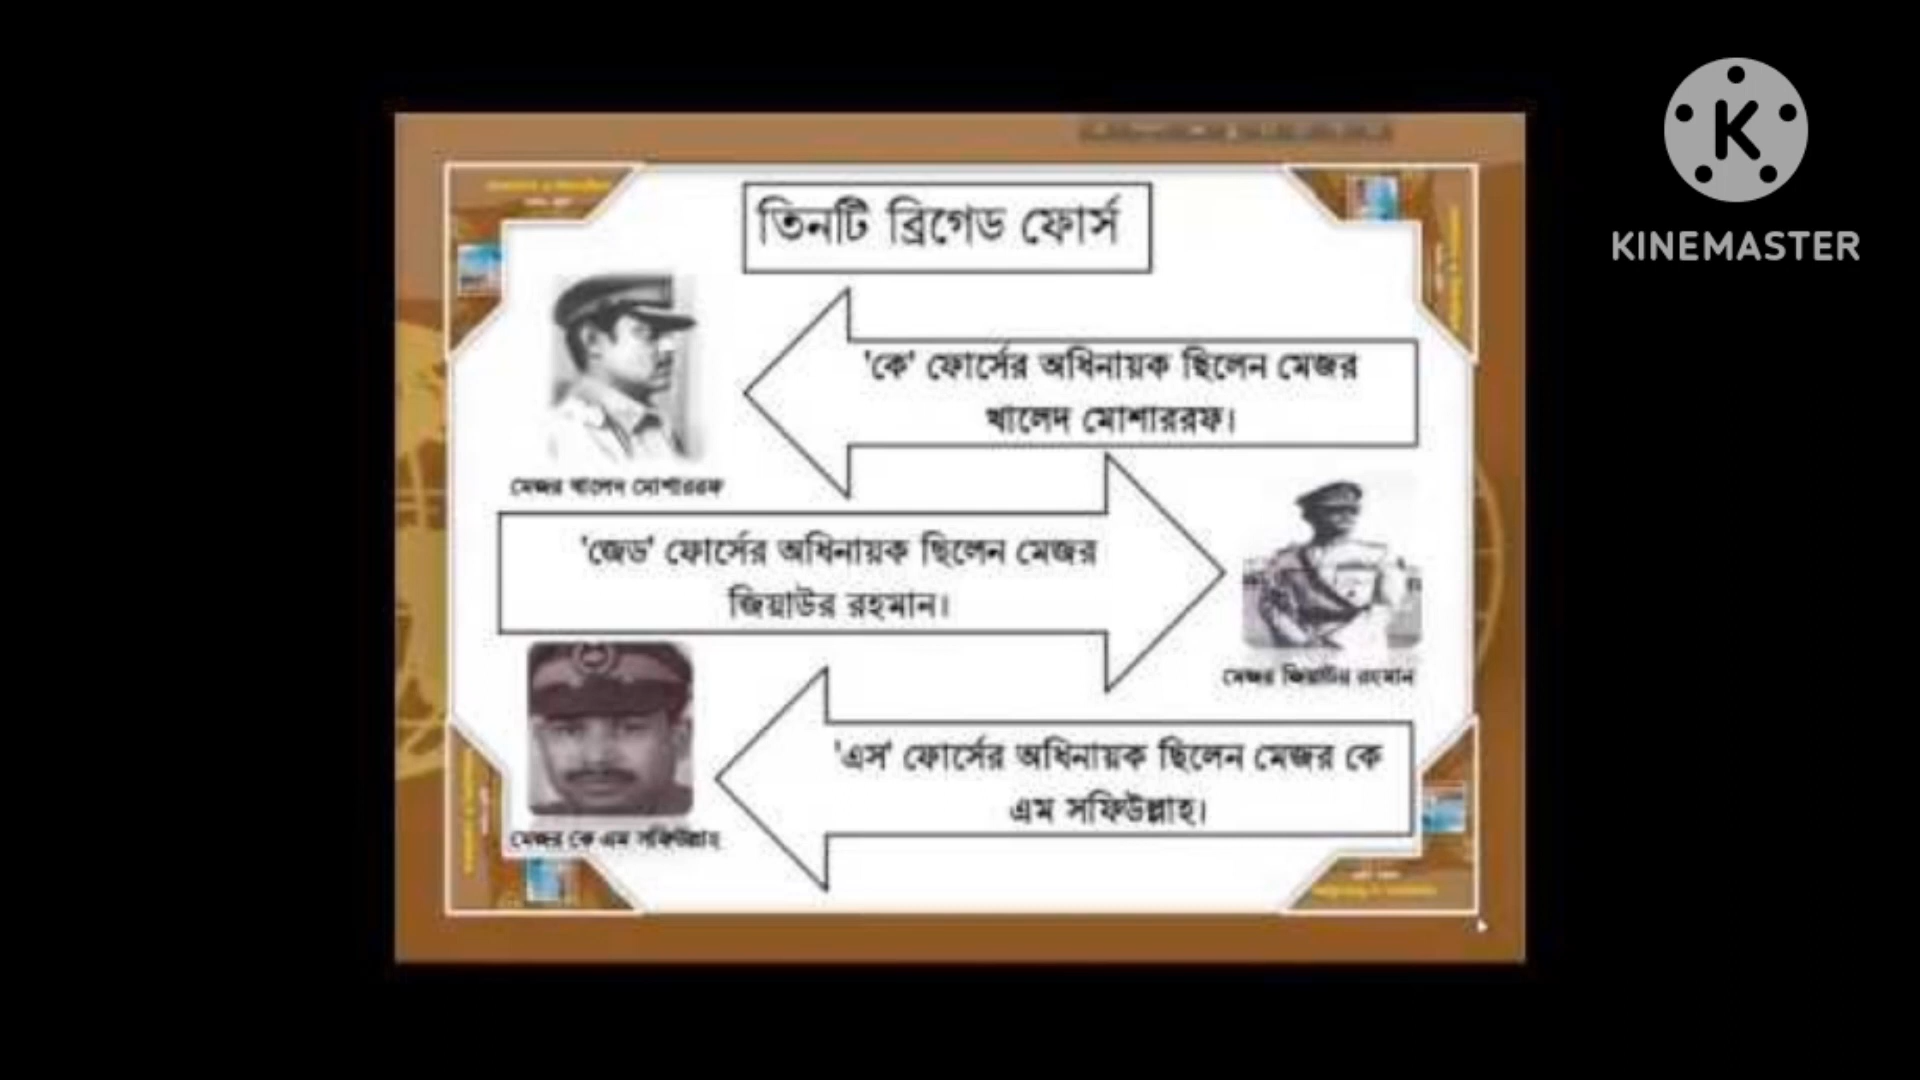 KINEMASTER
তিনটি ব্রিগেড ফোর্স
'কে' ফোর্সের অধিনায়ক ছিলেন মেজর
খালেদ মোশাররফ।
মেজর খালেদ মোশাররফ
'জেড' ফোর্সের অধিনায়ক ছিলেন মেজর
জিয়াউর রহমান।
মেজর জিয়াউর রহমান
'এস' ফোর্সের অধিনায়ক ছিলেন মেজর কে
এম সফিউল্লাহ।
মেজর কে এম সফিউল্লাহ